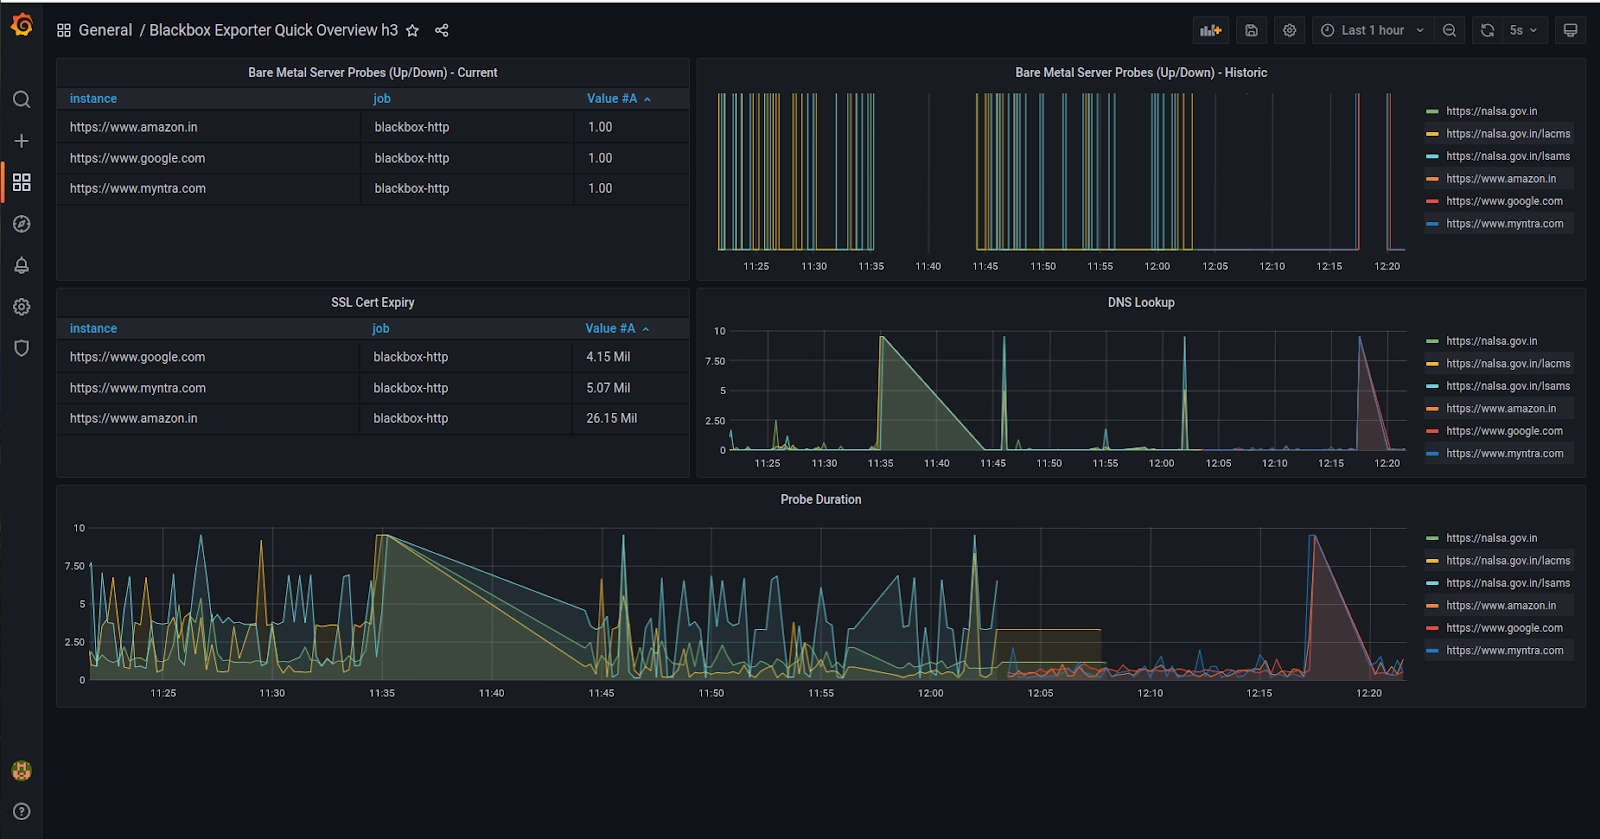 General / Blackbox Exporter Quick Overview h3
Last 1 hour
5s
Bare Metal Server Probes (Up/Down) - Current
instance job Value #A
https://www.amazon.in blackbox-http 1.00
https://www.google.com blackbox-http 1.00
https://www.myntra.com blackbox-http 1.00
Bare Metal Server Probes (Up/Down) - Historic
11:25 11:30 11:35 11:40 11:45 11:50 11:55 12:00 12:05 12:10 12:15 12:20
https://nalsa.gov.in
https://nalsa.gov.in/lacms
https://nalsa.gov.in/lsams
https://www.amazon.in
https://www.google.com
https://www.myntra.com
SSL Cert Expiry
instance job Value #A
https://www.google.com blackbox-http 4.15 Mil
https://www.myntra.com blackbox-http 5.07 Mil
https://www.amazon.in blackbox-http 26.15 Mil
DNS Lookup
10
7.50
5
2.50
0
11:25 11:30 11:35 11:40 11:45 11:50 11:55 12:00 12:05 12:10 12:15 12:20
https://nalsa.gov.in
https://nalsa.gov.in/lacms
https://nalsa.gov.in/lsams
https://www.amazon.in
https://www.google.com
https://www.myntra.com
Probe Duration
10
7.50
5
2.50
0
11:25 11:30 11:35 11:40 11:45 11:50 11:55 12:00 12:05 12:10 12:15 12:20
https://nalsa.gov.in
https://nalsa.gov.in/lacms
https://nalsa.gov.in/lsams
https://www.amazon.in
https://www.google.com
https://www.myntra.com